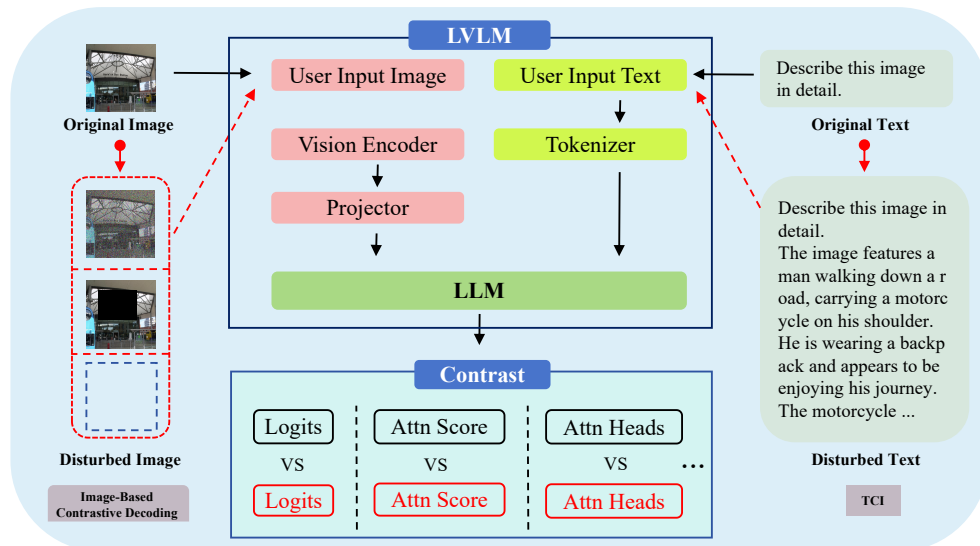 LVLM
User Input Image
User Input Text
Describe this image
in detail.
Original Image
Original Text
Vision Encoder
Tokenizer
Projector
Describe this image in
detail.
The image features a
man walking down a r
oad, carrying a motorc
ycle on his shoulder.
He is wearing a backp
ack and appears to be
enjoying his journey.
The motorcycle ...
LLM
Contrast
Logits
Attn Score
Attn Heads
VS
VS
VS
...
Logits
Attn Score
Attn Heads
Disturbed Image
Disturbed Text
Image-Based
Contrastive Decoding
TCI